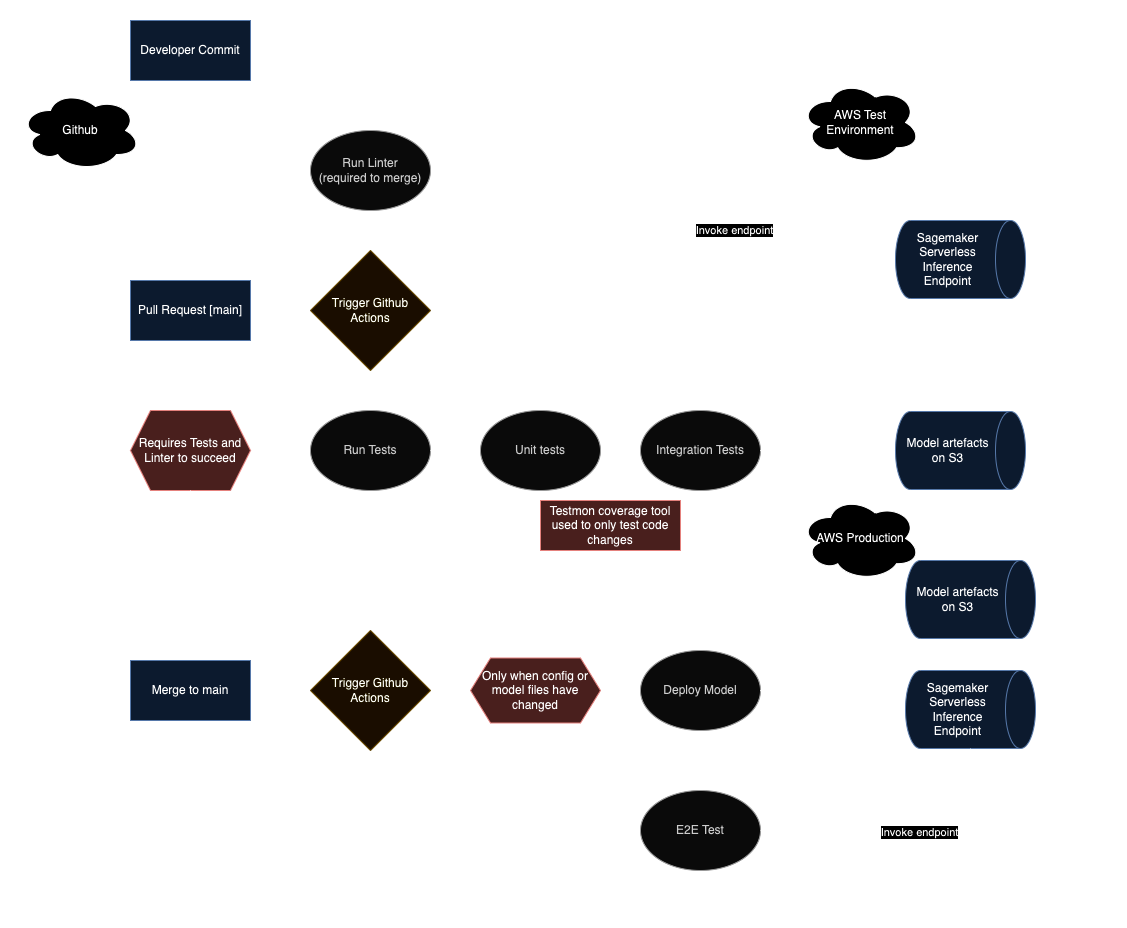 Developer Commit
Github
AWS Test
Environment
Run Linter
(required to merge)
Invoke endpoint
Sagemaker
Serverless
Inference
Endpoint
Pull Request [main]
Trigger Github
Actions
Requires Tests and
Linter to succeed
Run Tests
Unit tests
Integration Tests
Model artefacts
on S3
Testmon coverage tool
used to only test code
changes
AWS Production
Model artefacts
on S3
Merge to main
Trigger Github
Actions
Only when config or
model files have
changed
Deploy Model
Sagemaker
Serverless
Inference
Endpoint
E2E Test
Invoke endpoint